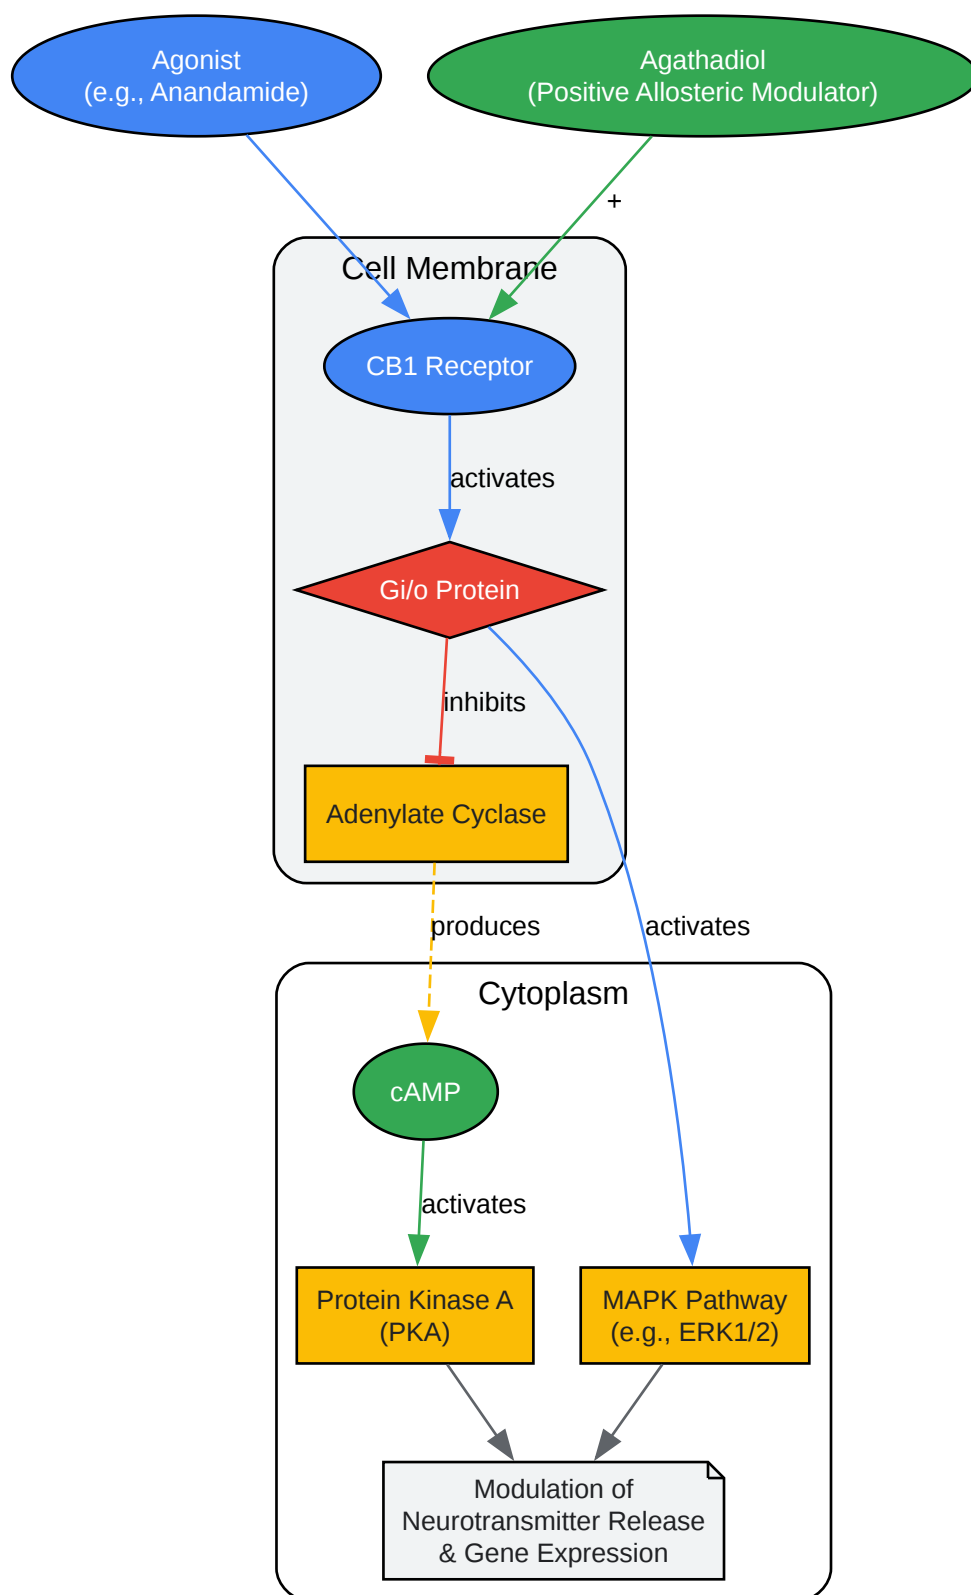 Agonist
(e.g., Anandamide)
Agathadiol
(Positive Allosteric Modulator)
+
Cell Membrane
CB1 Receptor
activates
Gi/o Protein
inhibits
Adenylate Cyclase
produces
activates
Cytoplasm
cAMP
activates
Protein Kinase A
(PKA)
MAPK Pathway
(e.g., ERK1/2)
Modulation of
Neurotransmitter Release
& Gene Expression